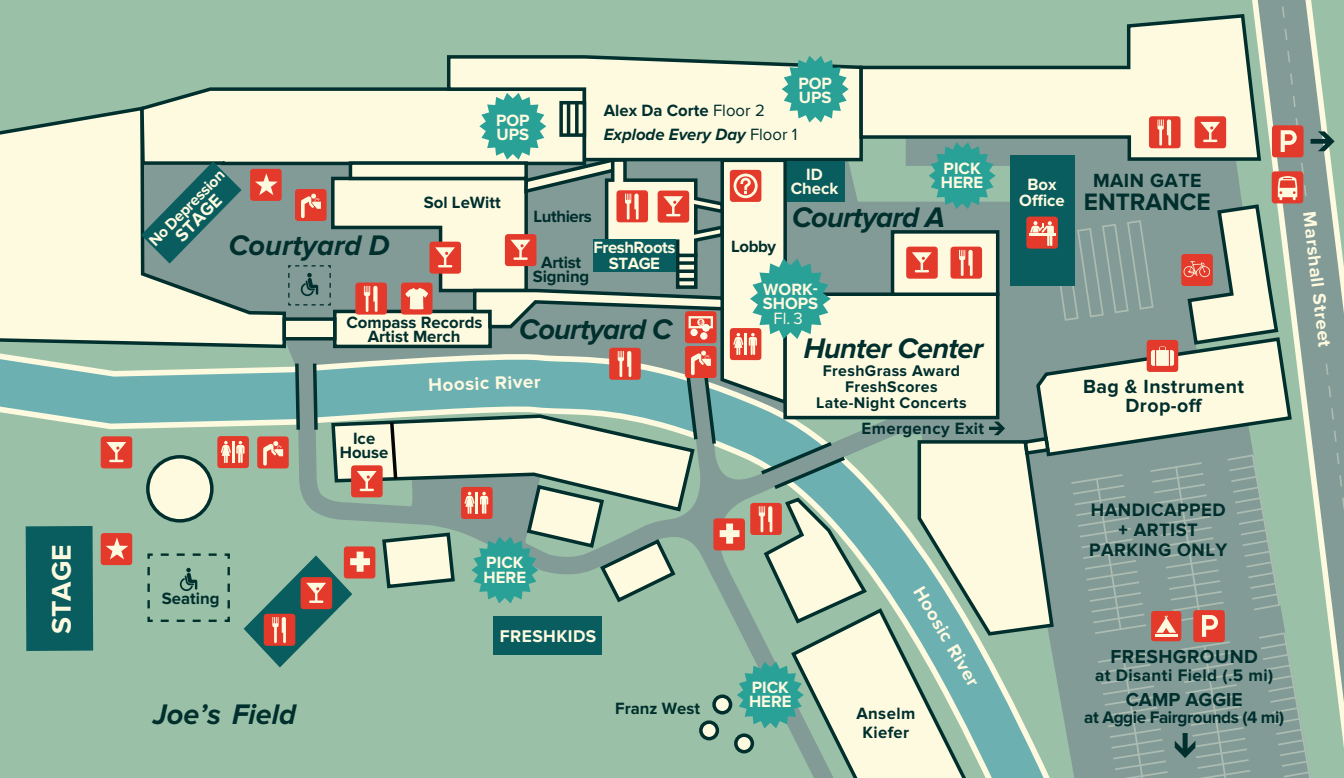 POP
UPS
Alex Da Corte Floor 2
Explode Every Day Floor 1
POP
UPS
P
No Depression
STAGE
Sol LeWitt
Luthiers
Courtyard D
Artist
Signing
FreshRoots
STAGE
?
Lobby
ID
Check
Courtyard A
PICK
HERE
Box
Office
MAIN GATE
ENTRANCE
Marshall Street
Compass Records
Artist Merch
Courtyard C
WORK-
SHOPS
Fl. 3
Hunter Center
FreshGrass Award
FreshScores
Late-Night Concerts
Emergency Exit
Bag & Instrument
Drop-off
Hoosic River
Ice
House
STAGE
Seating
PICK
HERE
FRESHKIDS
Joe's Field
Franz West
PICK
HERE
Anselm
Kiefer
Hoosic River
HANDICAPPED
+ ARTIST
PARKING ONLY
P
FRESHGROUND
at Disanti Field (.5 mi)
CAMP AGGIE
at Aggie Fairgrounds (4 mi)